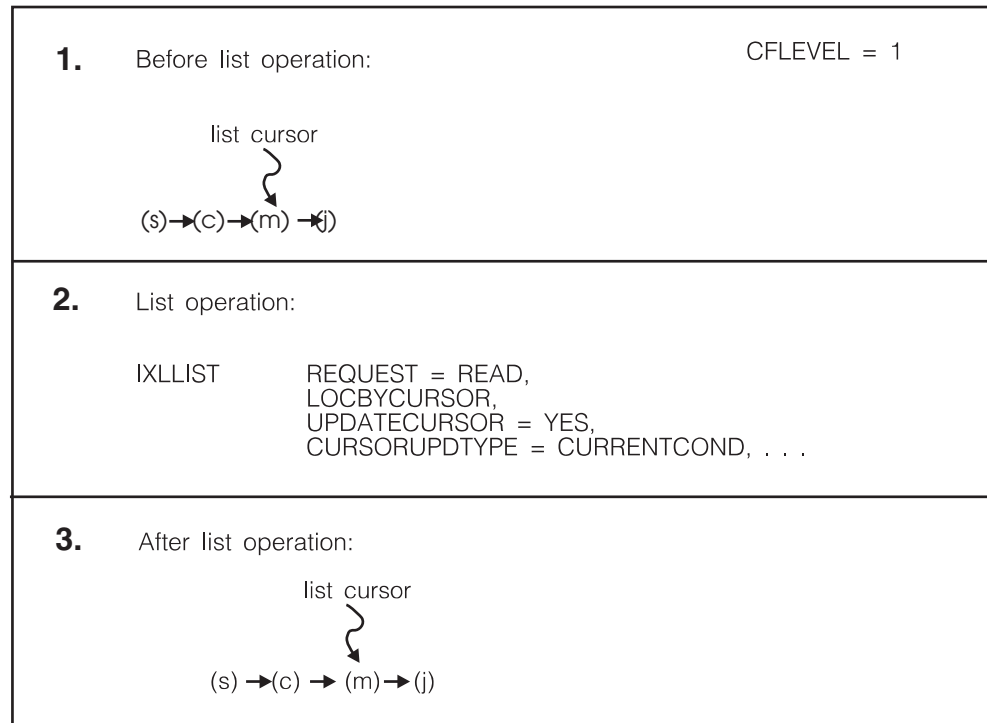 1. Before list operation: CFLEVEL = 1
list cursor
(s)→(c)→(m)→(j)
2. List operation:
IXLLIST REQUEST = READ,
LOCBYCURSOR,
UPDATECURSOR = YES,
CURSORUPDTYPE = CURRENTCOND, . . .
3. After list operation:
list cursor
(s)→(c)→(m)→(j)